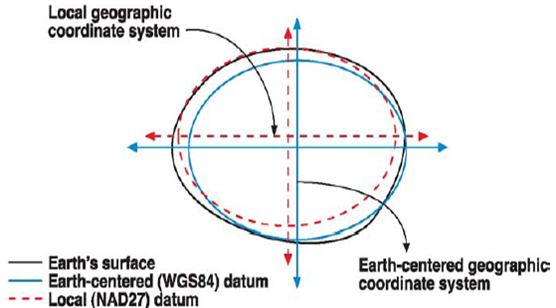 Local geographic
coordinate system
Earth's surface
Earth-centered (WGS84) datum
Local (NAD27) datum
Earth-centered geographic-
coordinate system